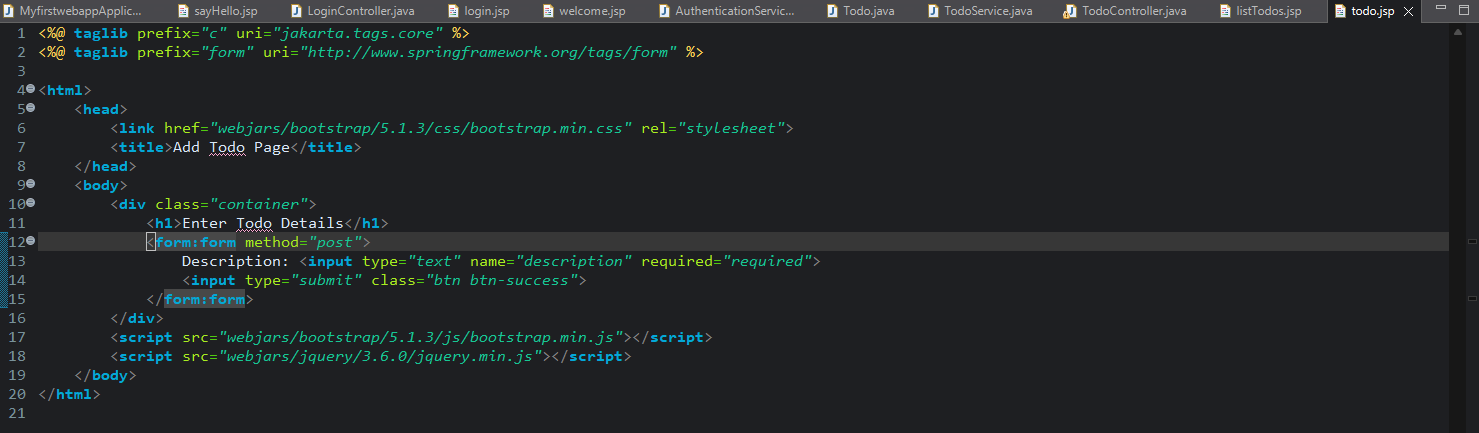 MyfirstwebappApplic... sayHello.jsp LoginController.java login.jsp welcome.jsp AuthenticationServic... Todo.java TodoService.java TodoController.java listTodos.jsp todo.jsp
1 <%@ taglib prefix="c" uri="jakarta.tags.core" %>
2 <%@ taglib prefix="form" uri="http://www.springframework.org/tags/form" %>
3
4 <html>
5     <head>
6         <link href="webjars/bootstrap/5.1.3/css/bootstrap.min.css" rel="stylesheet">
7         <title>Add Todo Page</title>
8     </head>
9     <body>
10         <div class="container">
11             <h1>Enter Todo Details</h1>
12             <form:form method="post">
13                 Description: <input type="text" name="description" required="required">
14                 <input type="submit" class="btn btn-success">
15             </form:form>
16         </div>
17         <script src="webjars/bootstrap/5.1.3/js/bootstrap.min.js"></script>
18         <script src="webjars/jquery/3.6.0/jquery.min.js"></script>
19     </body>
20 </html>
21